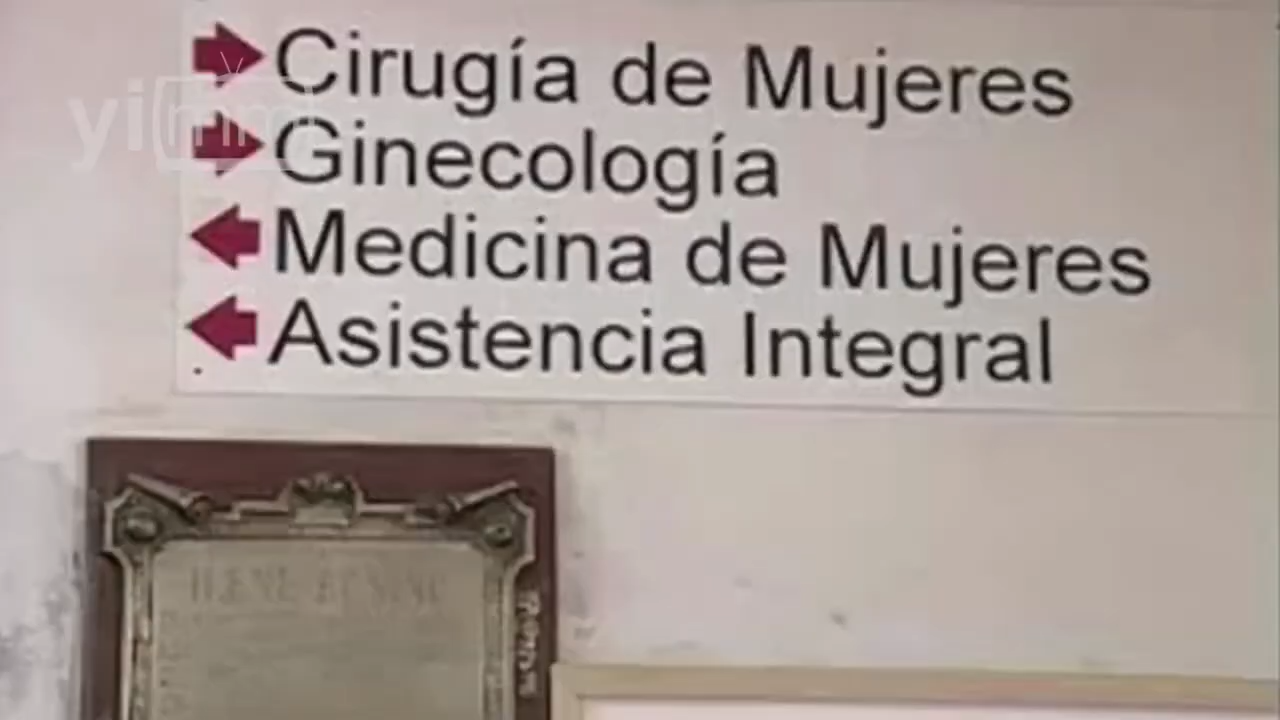 Cirugía de Mujeres
Ginecología
Medicina de Mujeres
Asistencia Integral